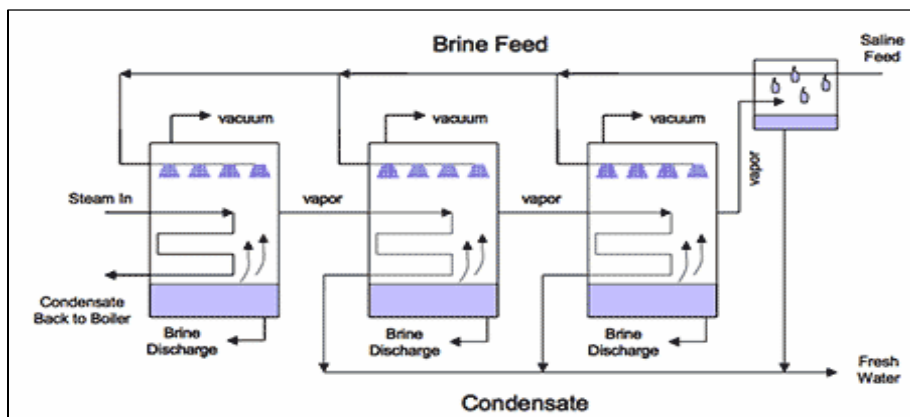 Brine Feed
Saline
Feed
vacuum
vacuum
vacuum
Steam In
vapor
vapor
vapor
Condensate
Back to Boiler
Brine
Discharge
Brine
Discharge
Brine
Discharge
Fresh
Water
Condensate